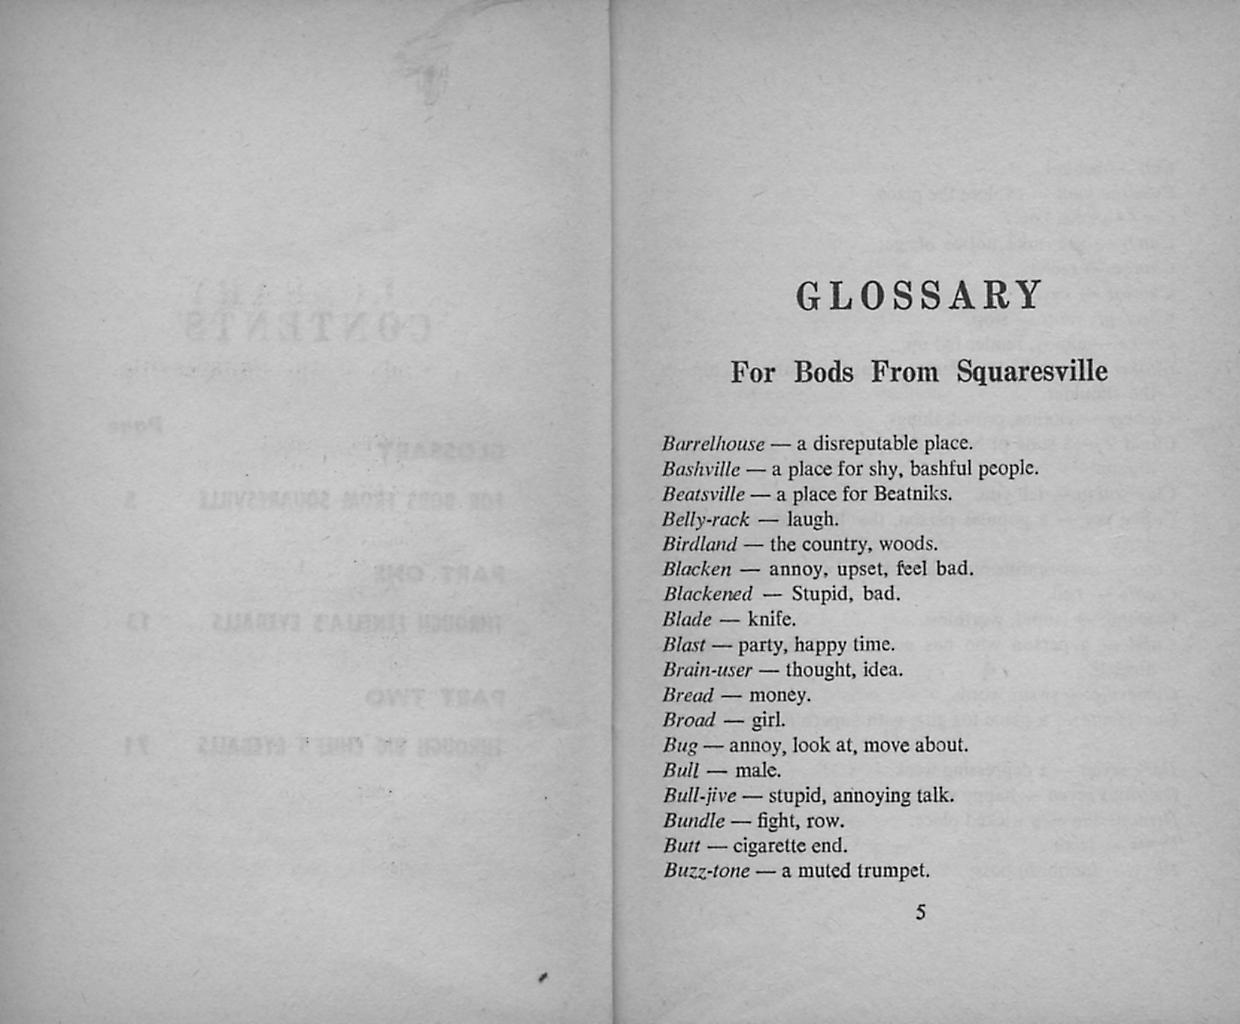 GLOSSARY
For Bods From Squaresville
Barrelhouse — a disreputable place.
Bashville — a place for shy, bashful people.
Beatsville — a place for Beatniks.
Belly-rack — laugh.
Birdland — the country, woods.
Blacken — annoy, upset, feel bad.
Blackened — Stupid, bad.
Blade — knife.
Blast — party, happy time.
Brain-user — thought, idea.
Bread — money.
Broad — girl.
Bug — annoy, look at, move about.
Bull — male.
Bull-jive — stupid, annoying talk.
Bundle — fight, row.
Butt — cigarette end.
Buzz-tone — a muted trumpet.
5